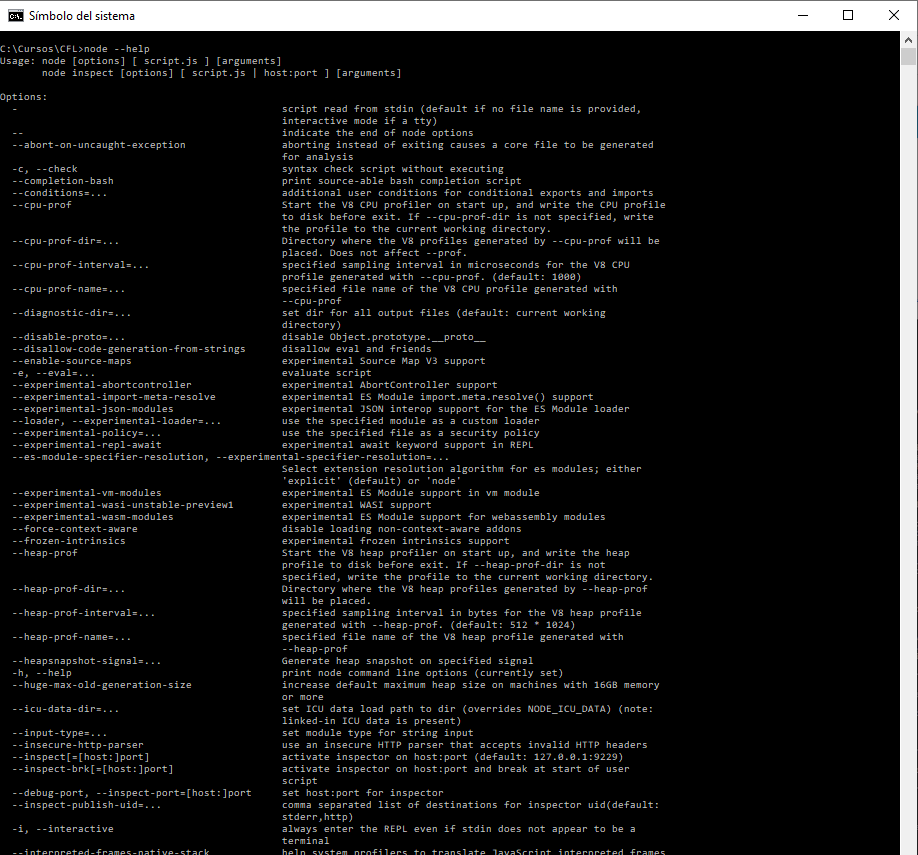 Símbolo del sistema
C:\Cursos\CFL>node --help
Usage: node [options] [ script.js ] [arguments]
       node inspect [options] [ script.js | host:port ] [arguments]
Options:
  -                                            script read from stdin (default if no file name is provided,
                                               interactive mode if a tty)
  --                                           indicate the end of node options
  --abort-on-uncaught-exception                aborting instead of exiting causes a core file to be generated
                                               for analysis
  -c, --check                                  syntax check script without executing
  --completion-bash                            print source-able bash completion script
  --conditions=...                             additional user conditions for conditional exports and imports
  --cpu-prof                                   Start the V8 CPU profiler on start up, and write the CPU profile
                                               to disk before exit. If --cpu-prof-dir is not specified, write
                                               the profile to the current working directory.
  --cpu-prof-dir=...                           Directory where the V8 profiles generated by --cpu-prof will be
                                               placed. Does not affect --prof.
  --cpu-prof-interval=...                      specified sampling interval in microseconds for the V8 CPU
                                               profile generated with --cpu-prof. (default: 1000)
  --cpu-prof-name=...                          specified file name of the V8 CPU profile generated with
                                               --cpu-prof
  --diagnostic-dir=...                         set dir for all output files (default: current working
                                               directory)
  --disable-proto=...                          disable Object.prototype.__proto__
  --disallow-code-generation-from-strings      disallow eval and friends
  --enable-source-maps                         experimental Source Map V3 support
  -e, --eval=...                               evaluate script
  --experimental-abortcontroller               experimental AbortController support
  --experimental-import-meta-resolve           experimental ES Module import.meta.resolve() support
  --experimental-json-modules                  experimental JSON interop support for the ES Module loader
  --loader, --experimental-loader=...          use the specified module as a custom loader
  --experimental-policy=...                    use the specified file as a security policy
  --experimental-repl-await                    experimental await keyword support in REPL
  --es-module-specifier-resolution, --experimental-specifier-resolution=...
                                               Select extension resolution algorithm for es modules; either
                                               'explicit' (default) or 'node'
  --experimental-vm-modules                    experimental ES Module support in vm module
  --experimental-wasi-unstable-preview1        experimental WASI support
  --experimental-wasm-modules                  experimental ES Module support for webassembly modules
  --force-context-aware                        disable loading non-context-aware addons
  --frozen-intrinsics                          experimental frozen intrinsics support
  --heap-prof                                  Start the V8 heap profiler on start up, and write the heap
                                               profile to disk before exit. If --heap-prof-dir is not
                                               specified, write the profile to the current working directory.
  --heap-prof-dir=...                          Directory where the V8 heap profiles generated by --heap-prof
                                               will be placed.
  --heap-prof-interval=...                     specified sampling interval in bytes for the V8 heap profile
                                               generated with --heap-prof. (default: 512 * 1024)
  --heap-prof-name=...                         specified file name of the V8 heap profile generated with
                                               --heap-prof
  --heapsnapshot-signal=...                    Generate heap snapshot on specified signal
  -h, --help                                   print node command line options (currently set)
  --huge-max-old-generation-size               increase default maximum heap size on machines with 16GB memory
                                               or more
  --icu-data-dir=...                           set ICU data load path to dir (overrides NODE_ICU_DATA) (note:
                                               linked-in ICU data is present)
  --input-type=...                             set module type for string input
  --insecure-http-parser                       use an insecure HTTP parser that accepts invalid HTTP headers
  --inspect[=[host:]port]                      activate inspector on host:port (default: 127.0.0.1:9229)
  --inspect-brk[=[host:]port]                  activate inspector on host:port and break at start of user
                                               script
  --debug-port, --inspect-port=[host:]port     set host:port for inspector
  --inspect-publish-uid=...                    comma separated list of destinations for inspector uid(default:
                                               stderr,http)
  -i, --interactive                            always enter the REPL even if stdin does not appear to be a
                                               terminal
  --interpreted-frames-native-stack            help system profilers to translate JavaScript interpreted frames